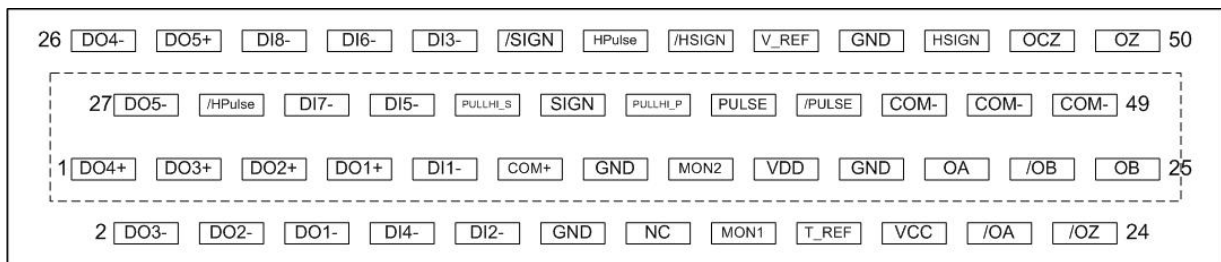 26 DO4- DO5+ DI8- DI6- DI3- /SIGN HPulse /HSIGN V_REF GND HSIGN OCZ OZ 50
27 DO5- /HPulse DI7- DI5- PULLHI_S SIGN PULLHI_P PULSE /PULSE COM- COM- COM- 49
1 DO4+ DO3+ DO2+ DO1+ DI1- COM+ GND MON2 VDD GND OA /OB OB 25
2 DO3- DO2- DO1- DI4- DI2- GND NC MON1 T_REF VCC /OA /OZ 24